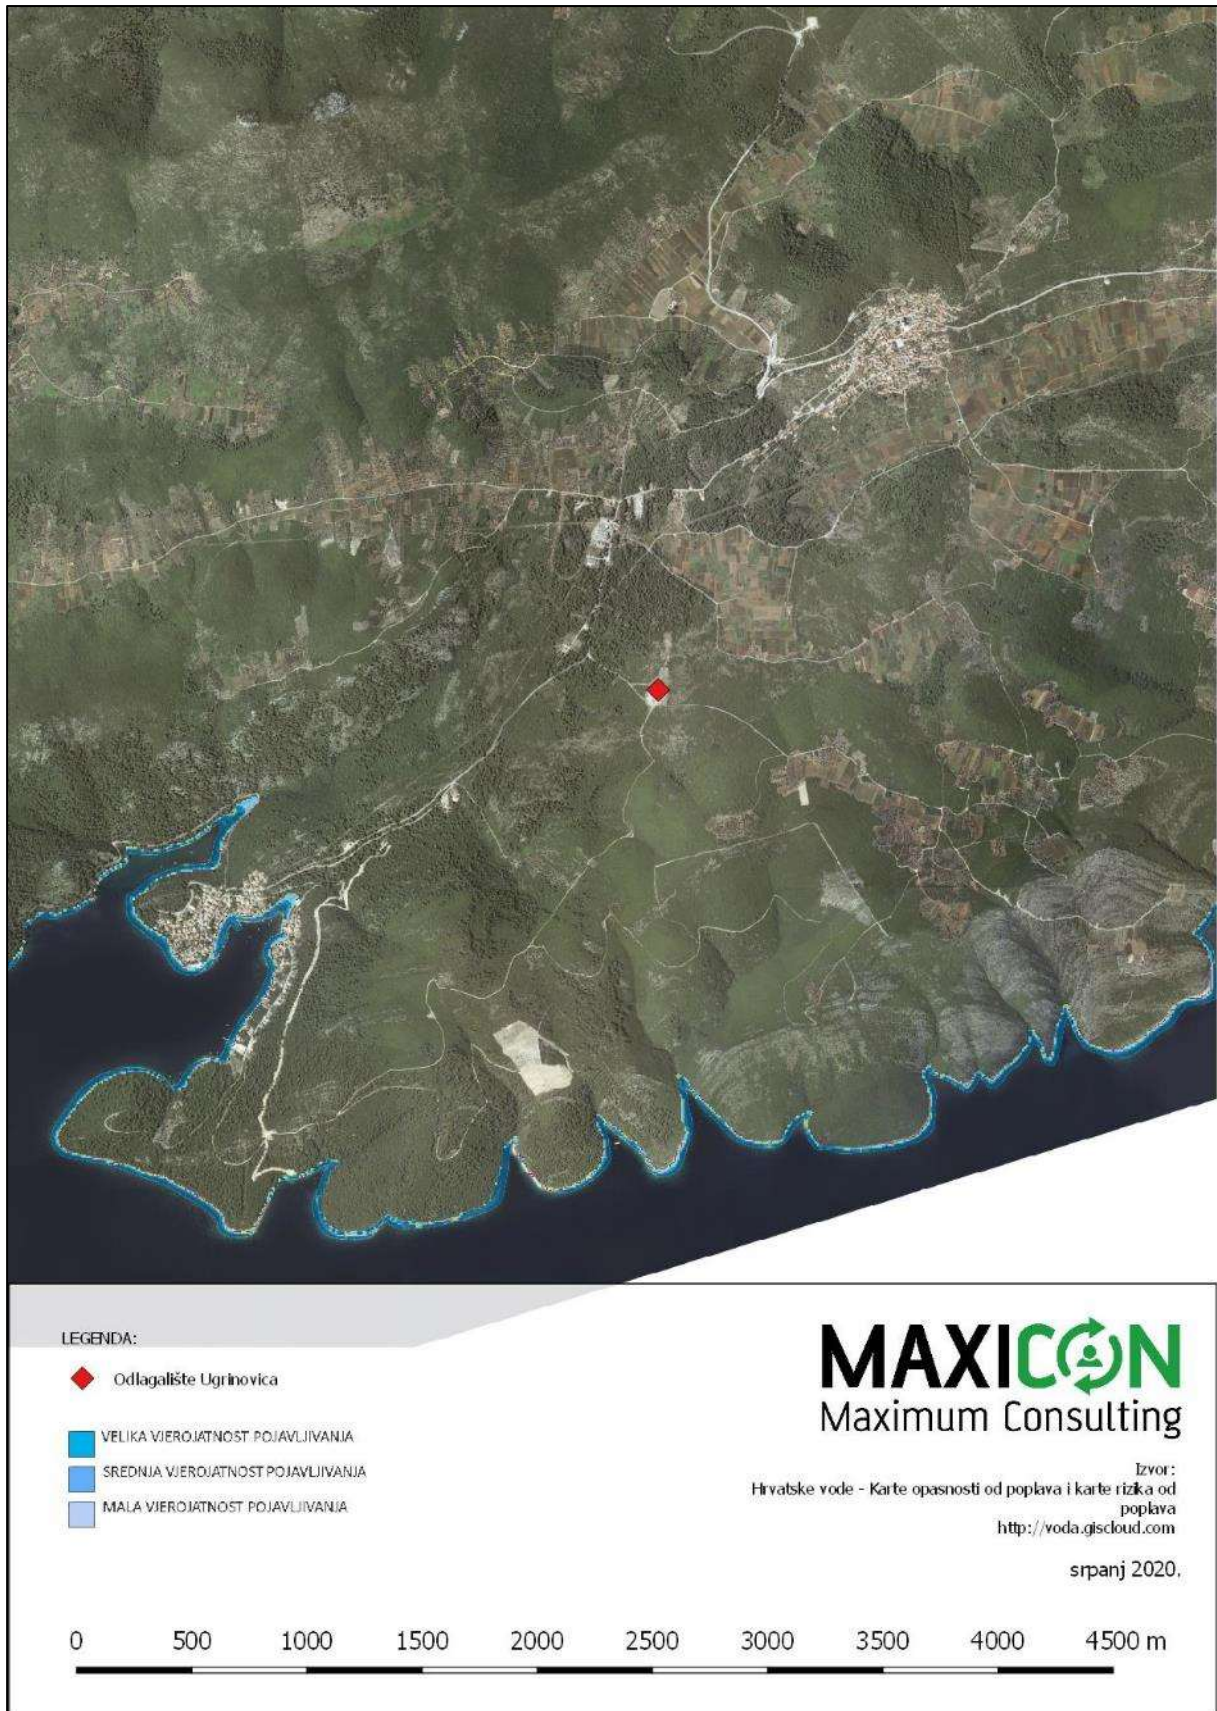 LEGENDA:
Odlagalište Ugrinovica
VELIKA VJEROJATNOST POJAVLJIVANJA
SREDNJA VJEROJATNOST POJAVLJIVANJA
MALA VJEROJATNOST POJAVLJIVANJA
MAXICON
Maximum Consulting
Izvor:
Hrvatske vode - Karte opasnosti od poplava i karte rizika od
poplava
http://voda.giscloud.com
srpanj 2020.
0 500 1000 1500 2000 2500 3000 3500 4000 4500 m